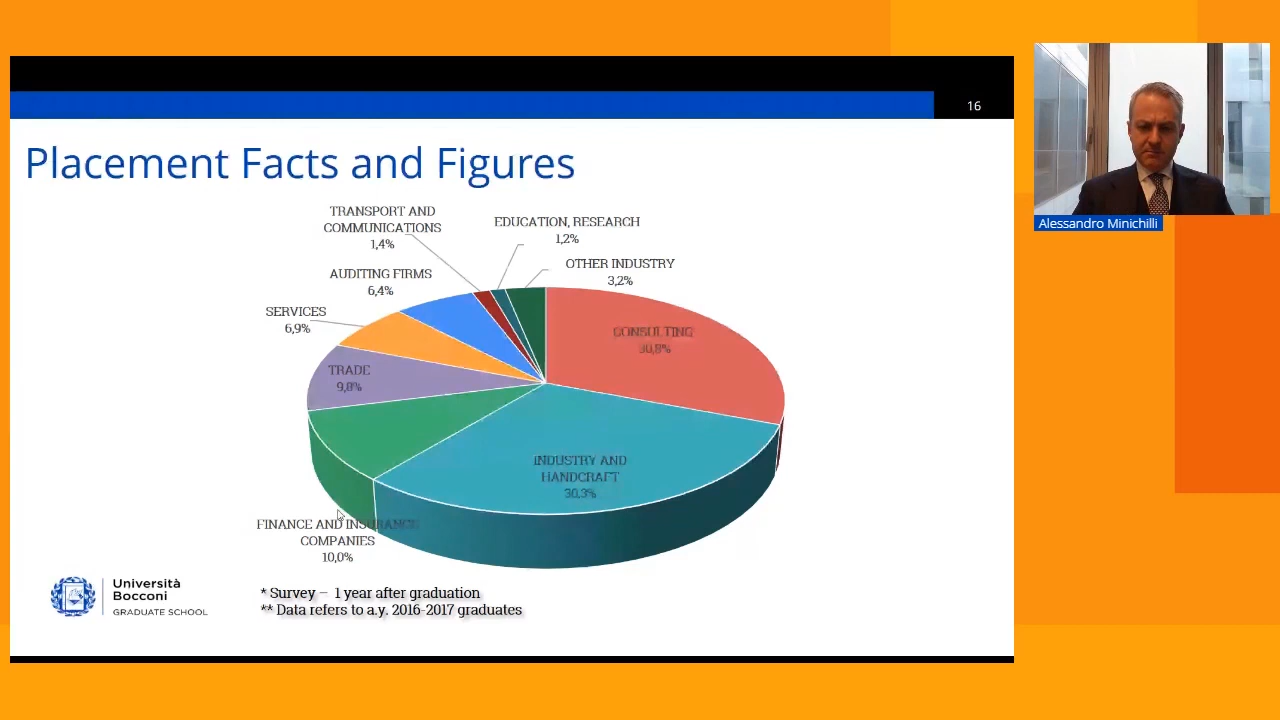 16
Placement Facts and Figures
TRANSPORT AND
COMMUNICATIONS
1,4%
EDUCATION, RESEARCH
1,2%
OTHER INDUSTRY
3,2%
AUDITING FIRMS
6,4%
SERVICES
6,9%
CONSULTING
30,8%
TRADE
9,8%
INDUSTRY AND
HANDCRAFT
30,3%
FINANCE AND INSURANCE
COMPANIES
10,0%
* Survey – 1 year after graduation
** Data refers to a.y. 2016-2017 graduates
Università
Bocconi
GRADUATE SCHOOL
Alessandro Minichilli